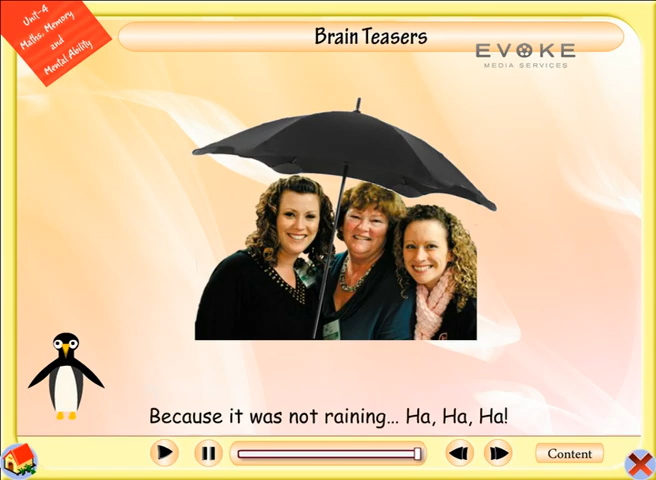 Unit-4
Maths, Memory
and
Mental Ability
Brain Teasers
EVOKE
MEDIA SERVICES
Because it was not raining... Ha, Ha, Ha!
Content